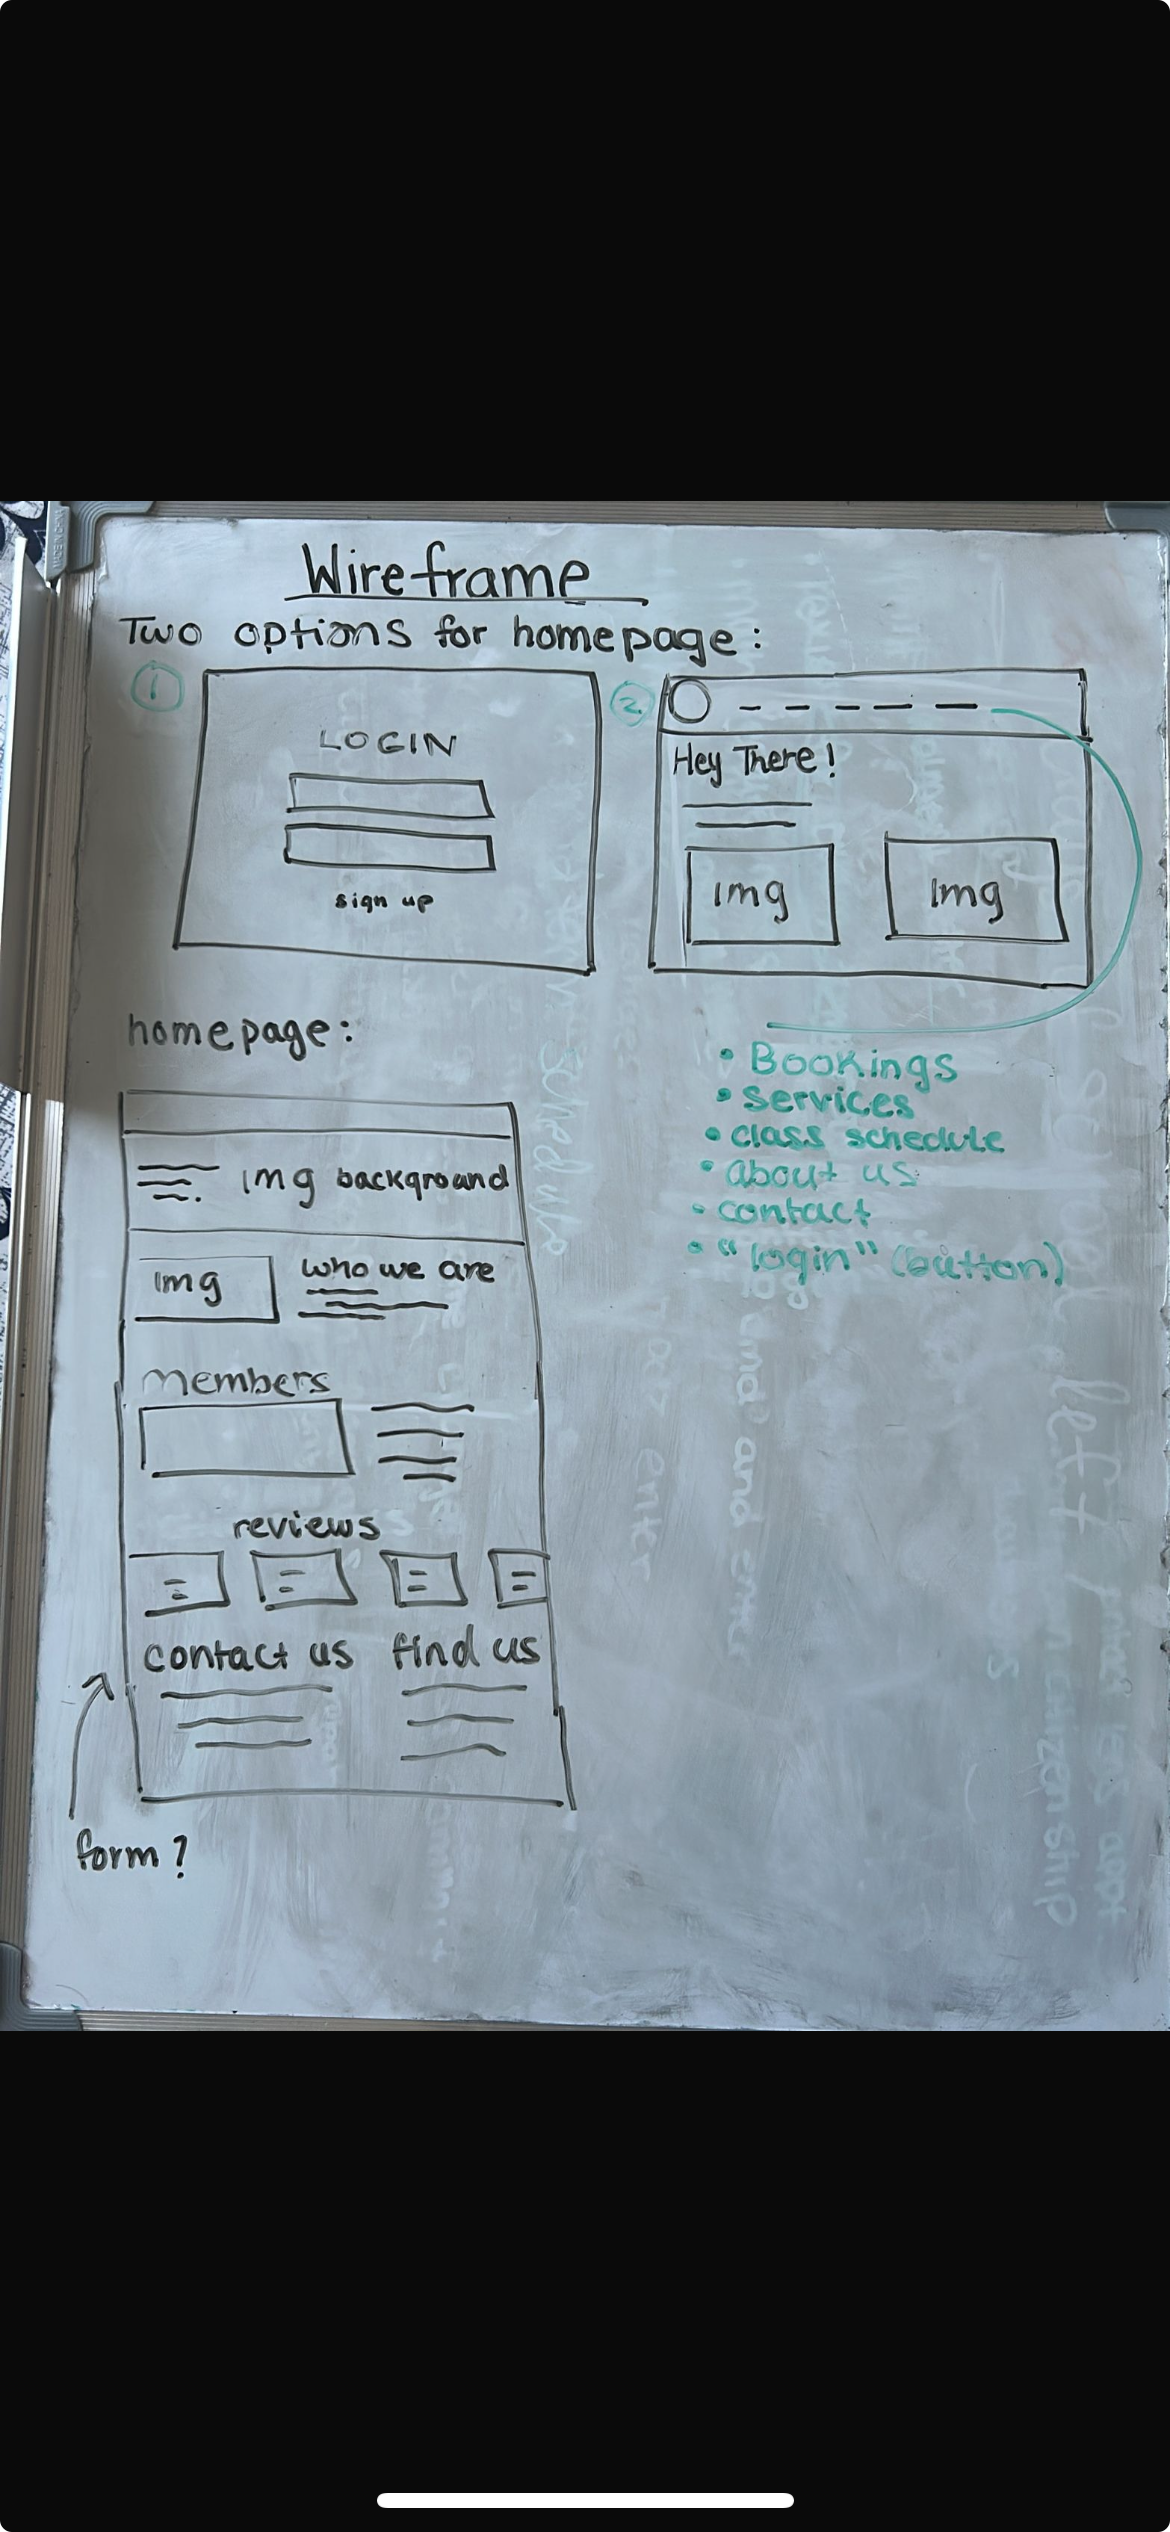 Wireframe
Two options for homepage:
1
LOGIN
sign up
2.
Hey There!
img
img
homepage:
• Bookings
• services
• class schedule
• about us
• contact
• "login" (button)
img background
img
who we are
members
reviews
contact us
find us
form?